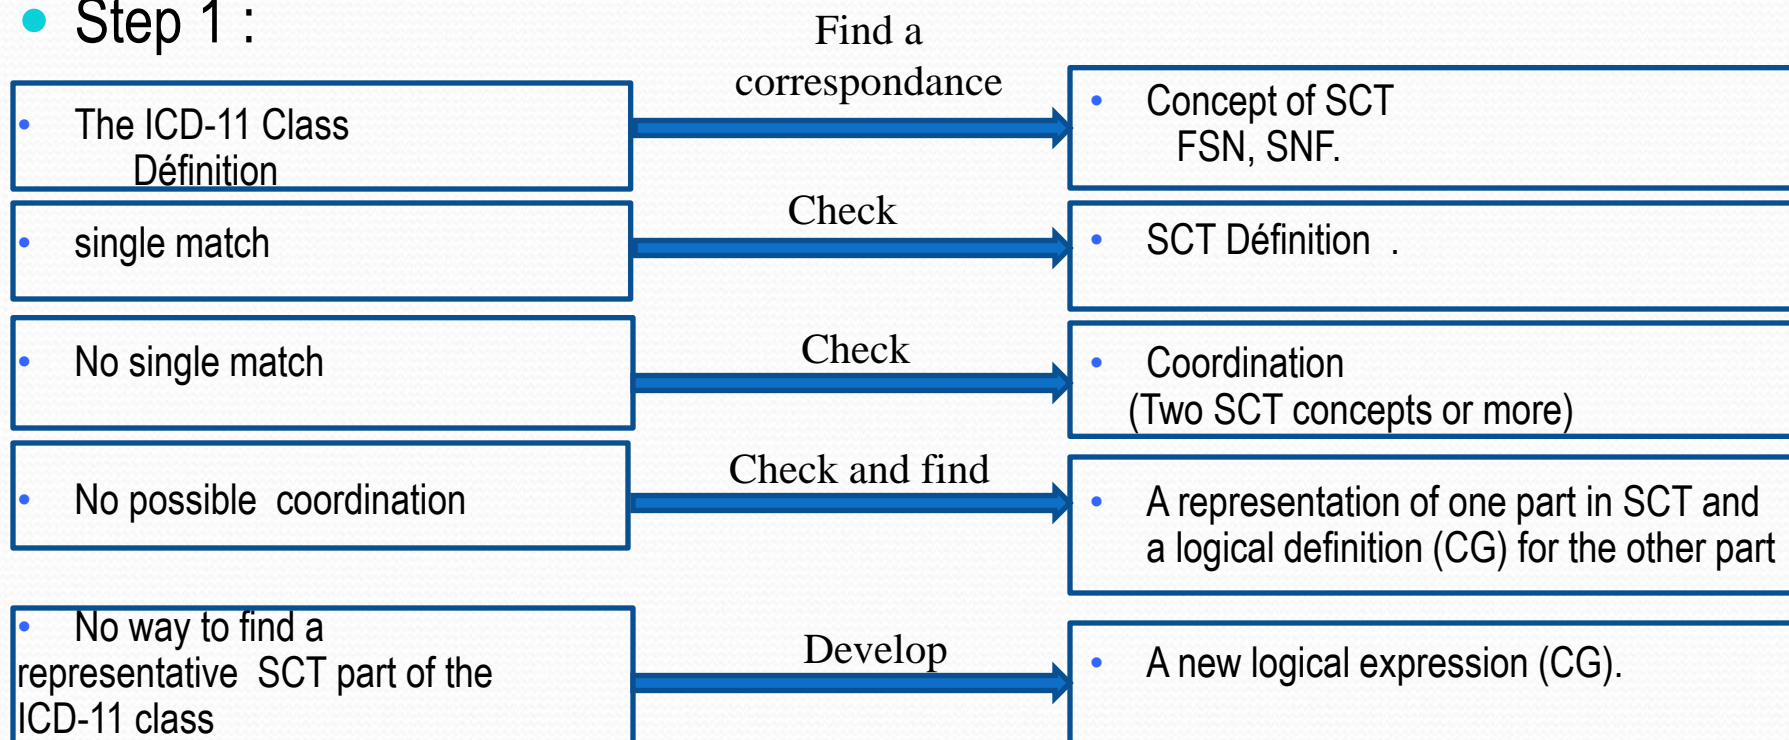 • Step 1 :
Find a
correspondance
• The ICD-11 Class
Définition
• Concept of SCT
FSN, SNF.
Check
• single match
• SCT Définition .
Check
• No single match
• Coordination
(Two SCT concepts or more)
Check and find
• No possible coordination
• A representation of one part in SCT and
a logical definition (CG) for the other part
• No way to find a
representative SCT part of the
ICD-11 class
Develop
• A new logical expression (CG).